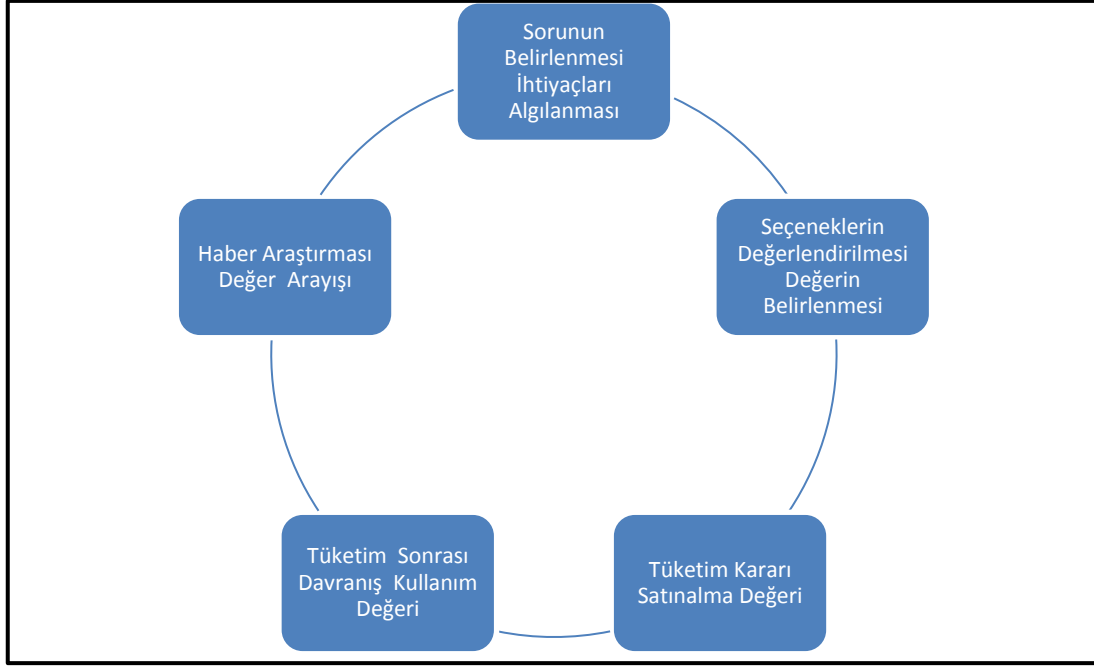 Sorunun
Belirlenmesi
İhtiyaçları
Algılanması
Seçeneklerin
Değerlendirilmesi
Değerin
Belirlenmesi
Tüketim Kararı
Satınalma Değeri
Tüketim Sonrası
Davranış Kullanım
Değeri
Haber Araştırması
Değer Arayışı